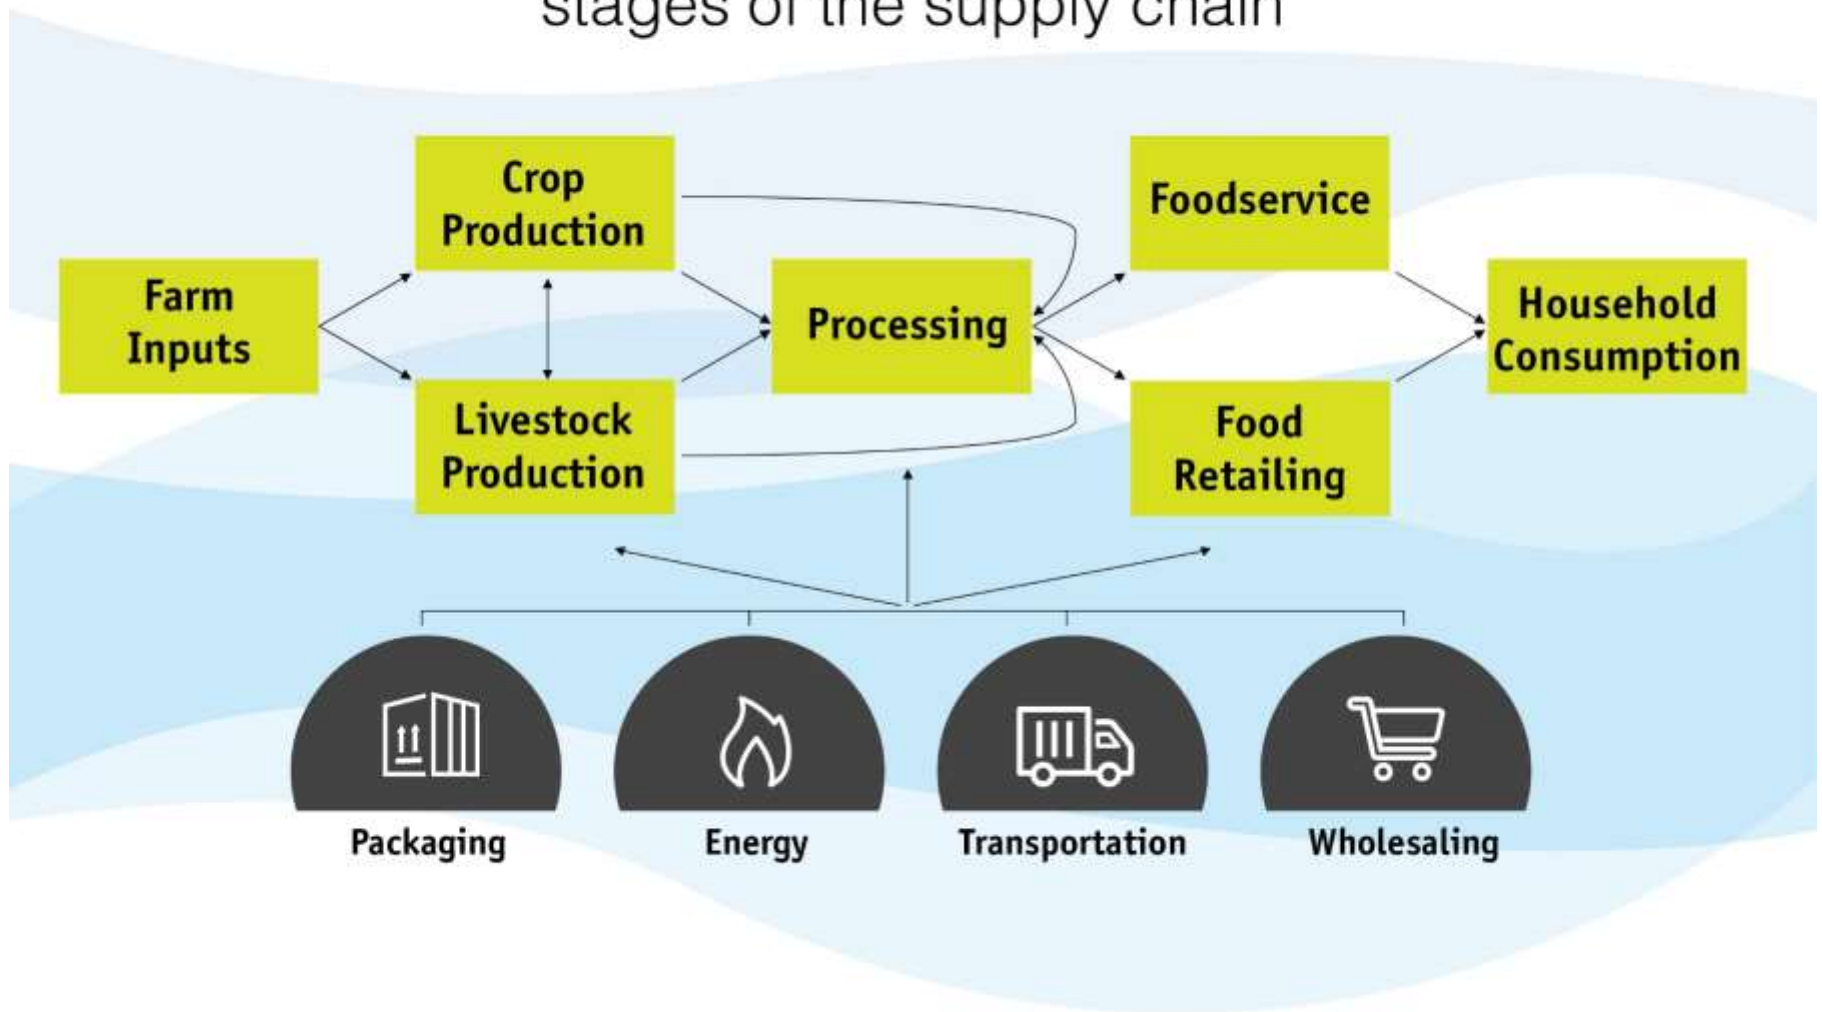 stages of the supply chain
Crop
Production
Foodservice
Farm
Inputs
Processing
Household
Consumption
Livestock
Production
Food
Retailing
Packaging
Energy
Transportation
Wholesaling